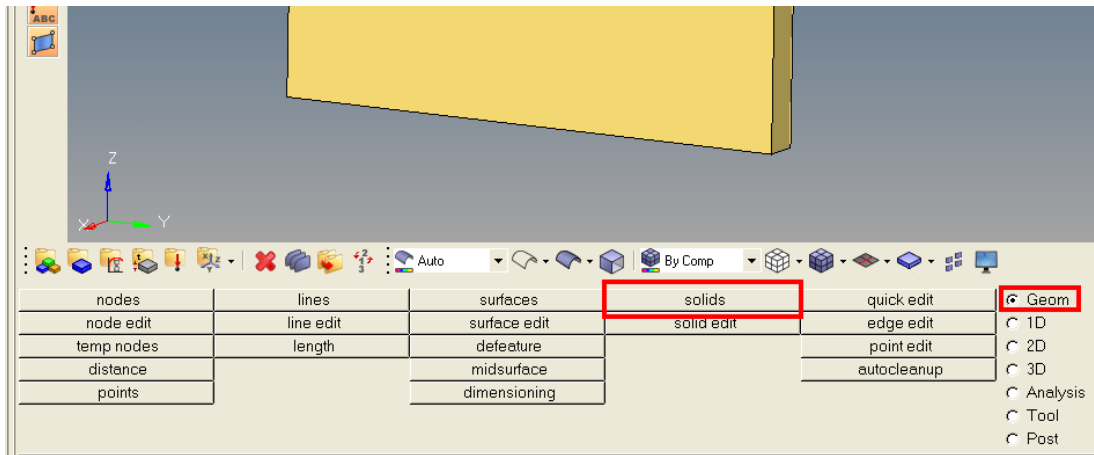 ABC
Z
X Y
Auto By Comp
nodes lines surfaces solids quick edit Geom
node edit line edit surface edit solid edit edge edit 1D
temp nodes length defeature point edit 2D
distance midsurface autocleanup 3D
points dimensioning Analysis
Tool
Post